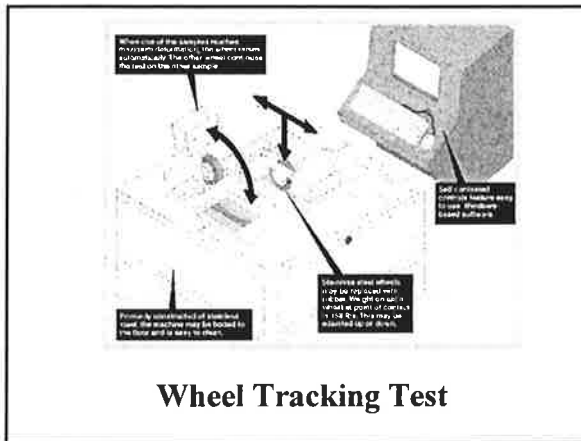 When one of the samples reaches
maximum deformation, the wheel raises
automatically. The other wheel continues
the test on the other sample.
Self contained
controls feature easy
to use Windows
based software.
Stainless steel wheels
may be replaced with
rubber. Weight on each
wheel at point of contact
is 158 lbs. This may be
adjusted up or down.
Primarily constructed of stainless
steel, the machine may be bolted to
the floor and is easy to clean.
Wheel Tracking Test